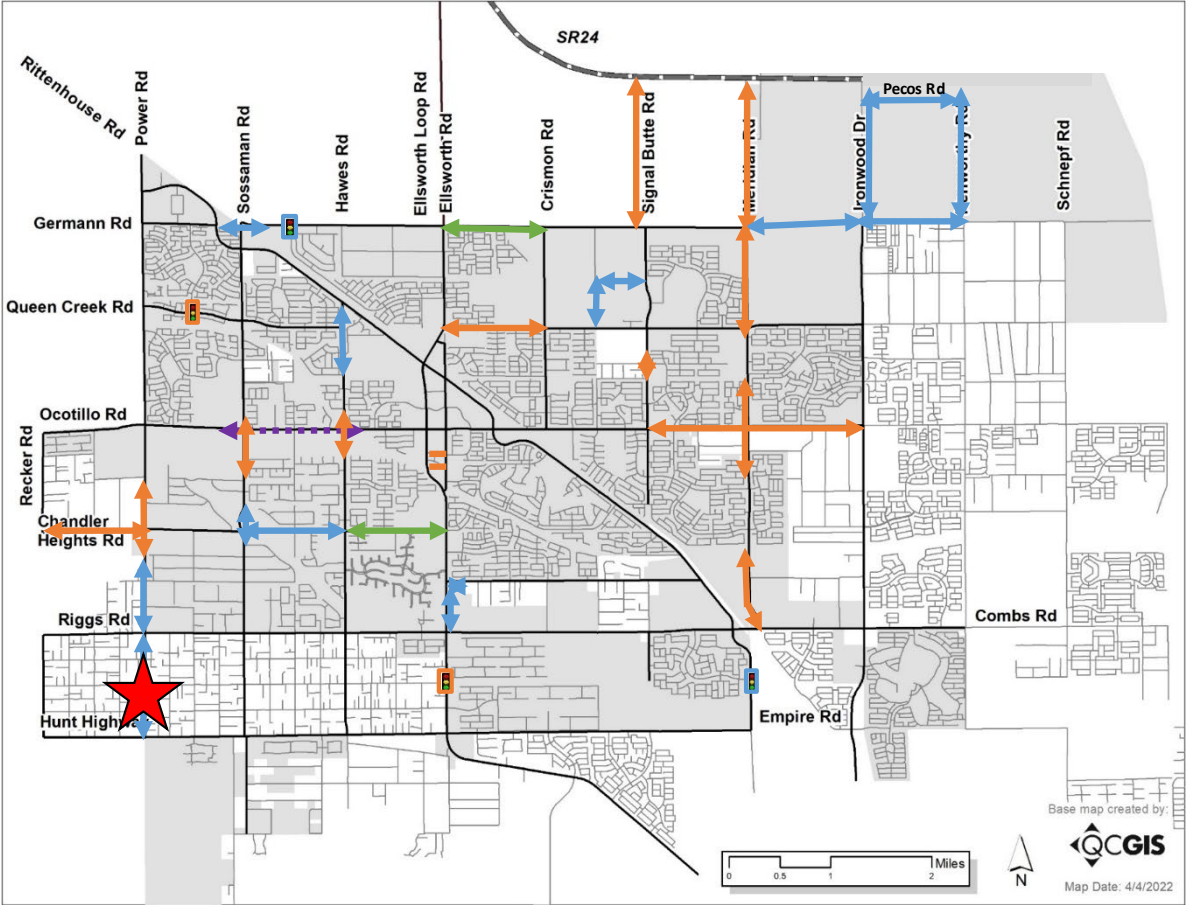 SR24
Rittenhouse Rd
Power Rd
Sossaman Rd
Hawes Rd
Ellsworth Loop Rd
Ellsworth Rd
Crismon Rd
Signal Butte Rd
Meridian Rd
Ironwood Dr
Pecos Rd
Kenworthy Rd
Schnepf Rd
Germann Rd
Queen Creek Rd
Ocotillo Rd
Recker Rd
Chandler
Heights Rd
Riggs Rd
Combs Rd
Hunt Highway
Empire Rd
Base map created by:
QCGIS
Miles
0 0.5 1 2
N
Map Date: 4/4/2022